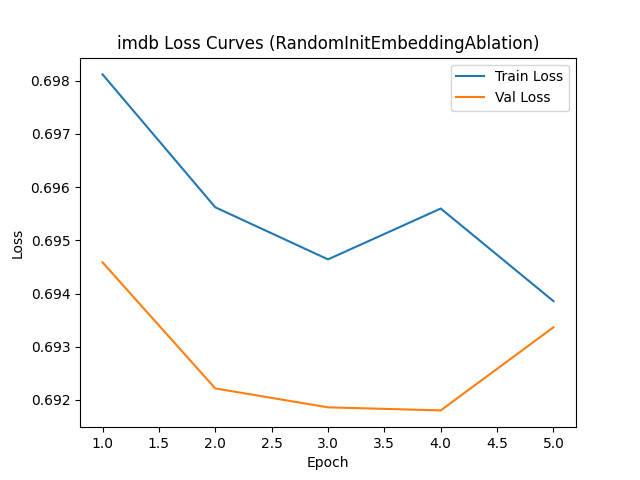 imdb Loss Curves (RandomInitEmbeddingAblation)
Train Loss
Val Loss
0.698
0.697
0.696
0.695
0.694
0.693
0.692
Loss
1.0 1.5 2.0 2.5 3.0 3.5 4.0 4.5 5.0
Epoch